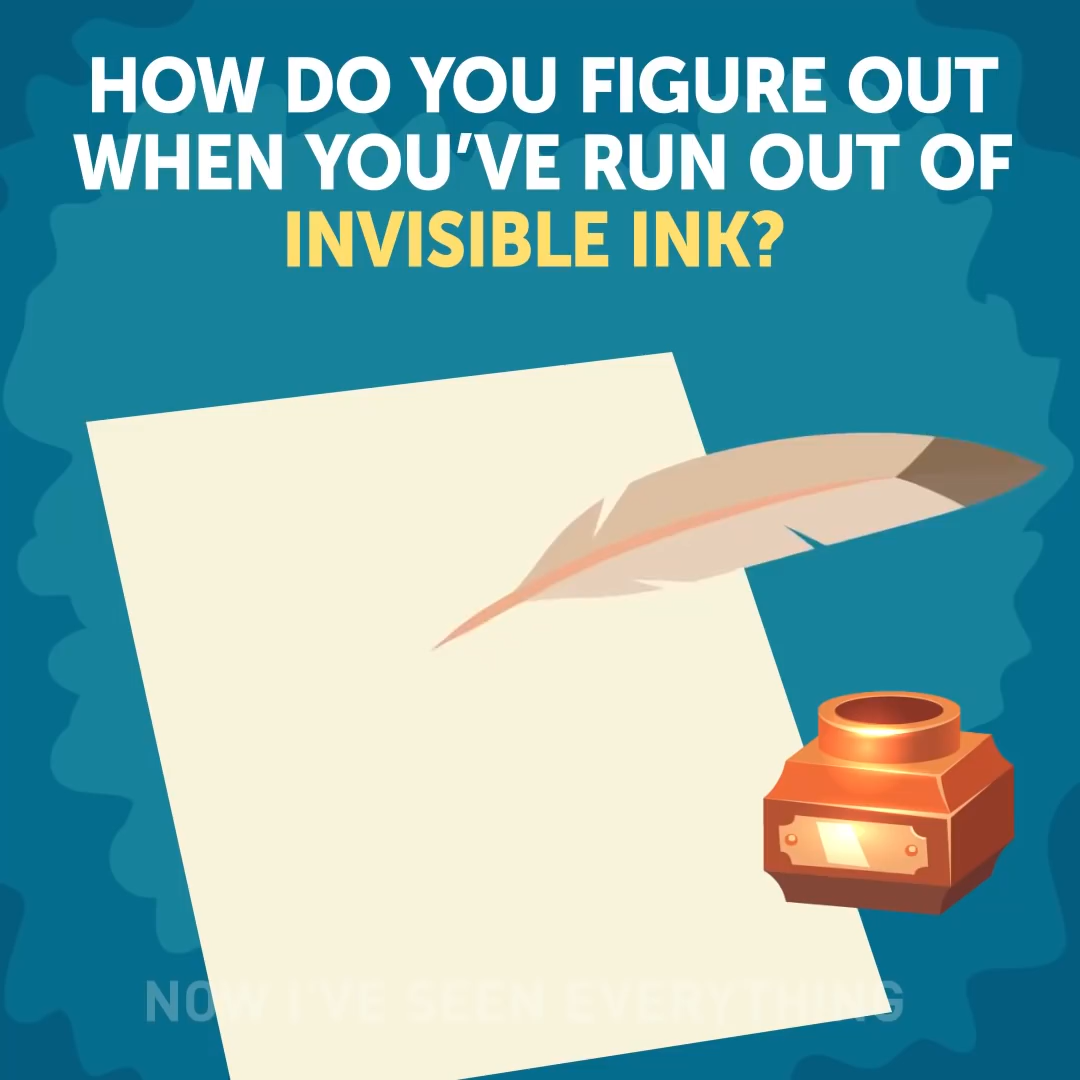 HOW DO YOU FIGURE OUT
WHEN YOU'VE RUN OUT OF
INVISIBLE INK?
NOW I'VE SEEN EVERYTHING